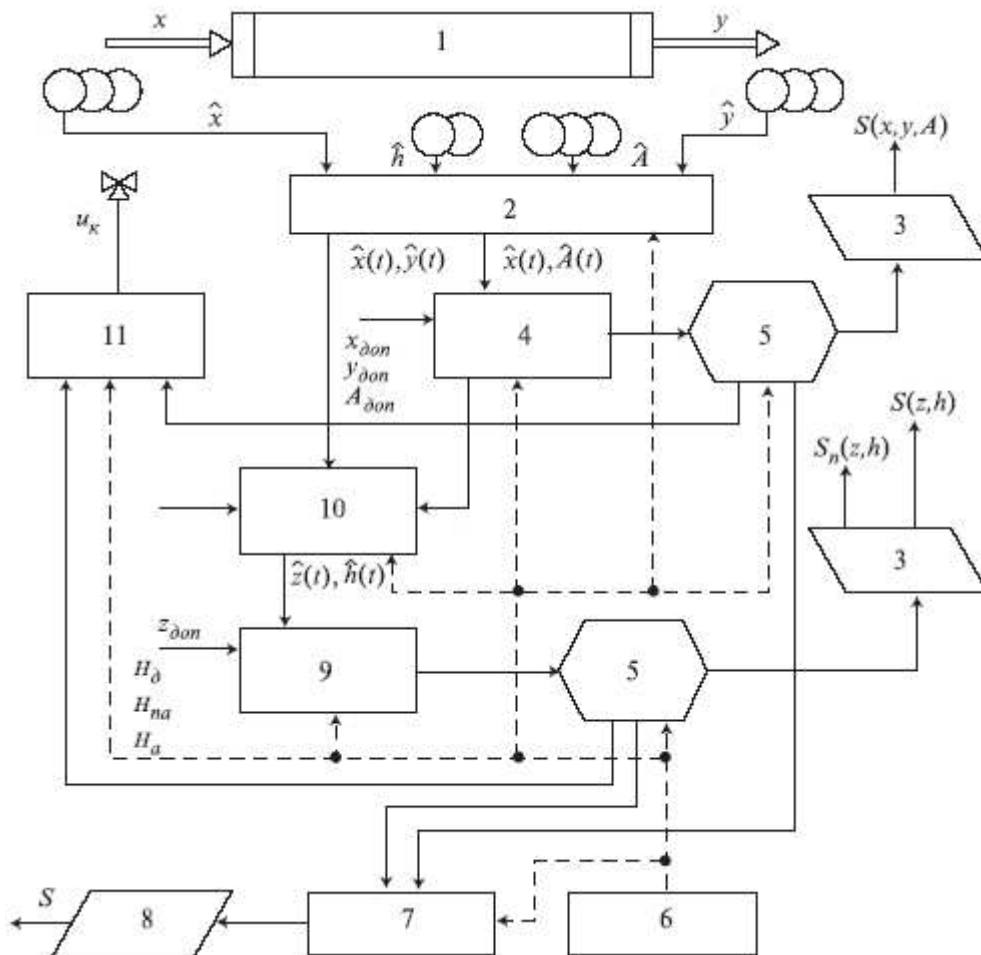 x
1
y
x̂
ĥ
Â
ŷ
S(x,y,A)
2
3
u_к
x̂(t),ŷ(t)
x̂(t),Â(t)
11
4
5
x_доп
y_доп
A_доп
S(z,h)
S_п(z,h)
10
3
ẑ(t),ĥ(t)
z_доп
9
5
H_д
H_па
H_а
S
8
7
6